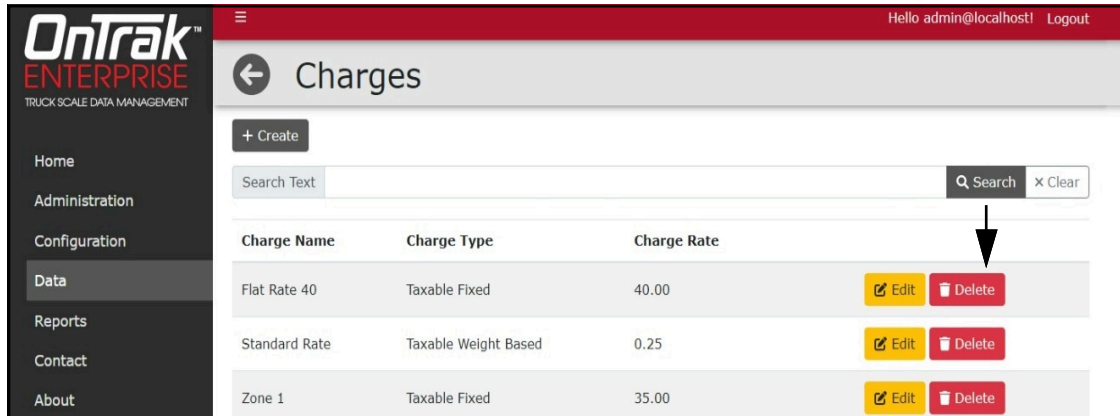 OnTrak™
ENTERPRISE
TRUCK SCALE DATA MANAGEMENT
Home
Administration
Configuration
Data
Reports
Contact
About
Hello admin@localhost! Logout
Charges
+ Create
Search Text Search × Clear
Charge Name Charge Type Charge Rate
Flat Rate 40 Taxable Fixed 40.00 Edit Delete
Standard Rate Taxable Weight Based 0.25 Edit Delete
Zone 1 Taxable Fixed 35.00 Edit Delete